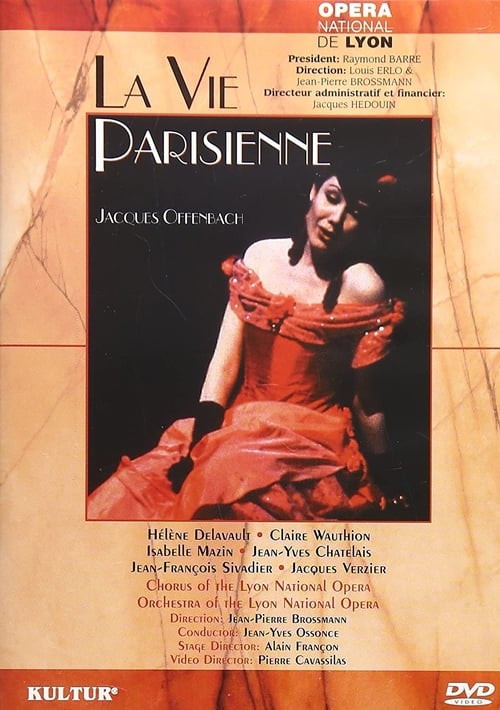 OPERA
NATIONAL
DE LYON
President: Raymond BARRE
Direction: Louis ERLO &
Jean-Pierre BROSSMANN
Directeur administratif et financier:
Jacques HEDOUIN
LA VIE
PARISIENNE
JACQUES OFFENBACH
HÉLÈNE DELAVAULT • CLAIRE WAUTHION
ISABELLE MAZIN • JEAN-YVES CHATELAIS
JEAN-FRANÇOIS SIVADIER • JACQUES VERZIER
CHORUS OF THE LYON NATIONAL OPERA
ORCHESTRA OF THE LYON NATIONAL OPERA
DIRECTION: JEAN-PIERRE BROSSMANN
CONDUCTOR: JEAN-YVES OSSONCE
STAGE DIRECTOR: ALAIN FRANÇON
VIDEO DIRECTOR: PIERRE CAVASSILAS
KULTUR®
DVD
VIDEO